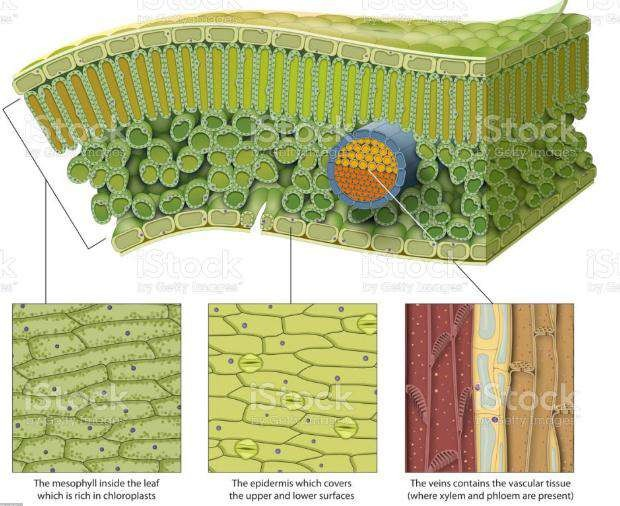 iStock
by Getty Images™
The mesophyll inside the leaf
which is rich in chloroplasts
The epidermis which covers
the upper and lower surfaces
The veins contains the vascular tissue
(where xylem and phloem are present)